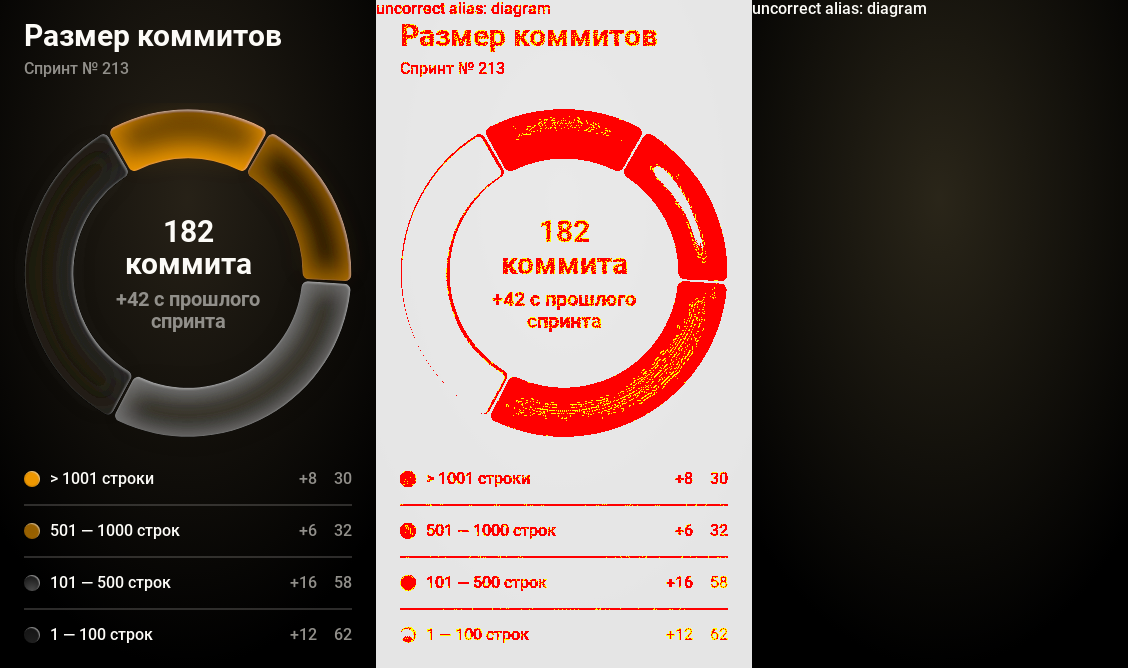 Размер коммитов
Спринт № 213
182
коммита
+42 с прошлого
спринта
> 1001 строки +8 30
501 — 1000 строк +6 32
101 — 500 строк +16 58
1 — 100 строк +12 62
uncorrect alias: diagram
Размер коммитов
Спринт № 213
182
коммита
+42 с прошлого
спринта
> 1001 строки +8 30
501 — 1000 строк +6 32
101 — 500 строк +16 58
1 — 100 строк +12 62
uncorrect alias: diagram